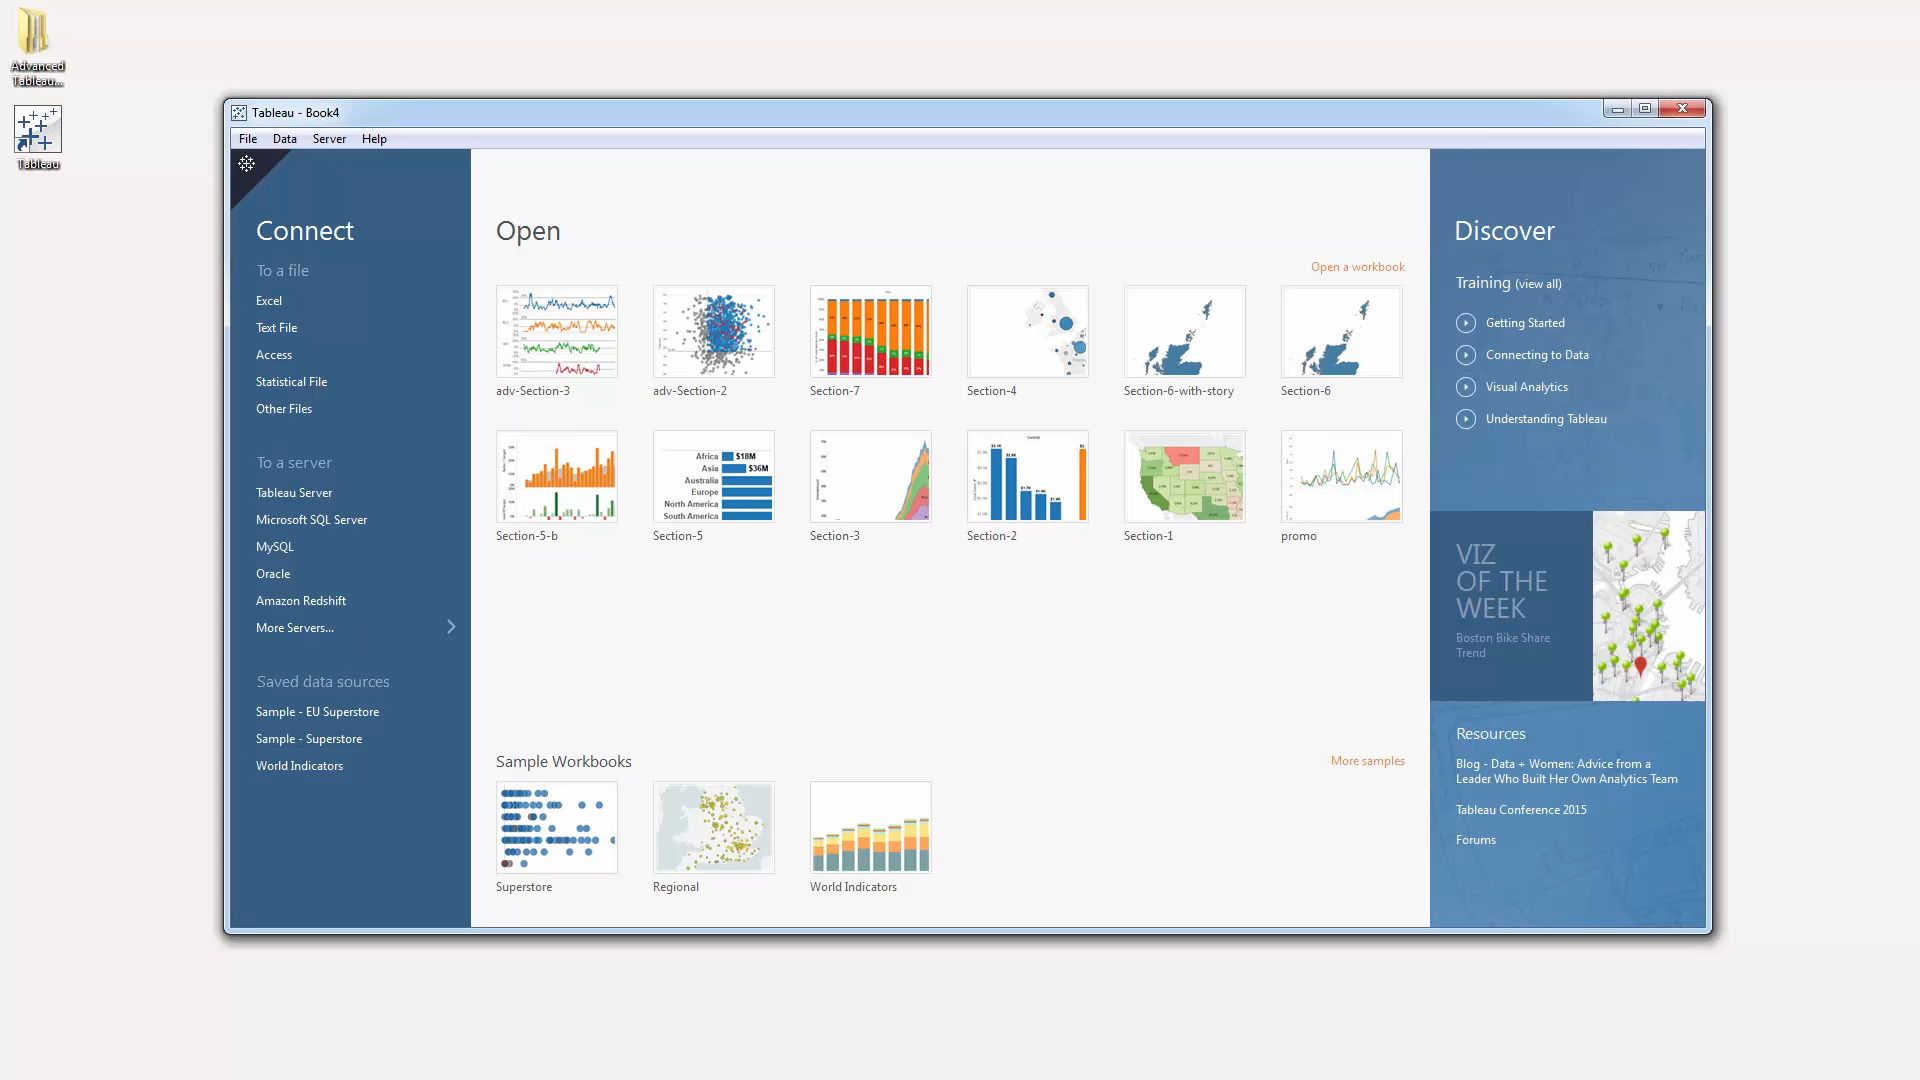 Advanced
Tableau...
Tableau
Tableau - Book4
File Data Server Help
Connect
To a file
Excel
Text File
Access
Statistical File
Other Files
To a server
Tableau Server
Microsoft SQL Server
MySQL
Oracle
Amazon Redshift
More Servers...
Saved data sources
Sample - EU Superstore
Sample - Superstore
World Indicators
Open
Open a workbook
adv-Section-3
adv-Section-2
Section-7
Section-4
Section-6-with-story
Section-6
Africa $18M
Asia $36M
Australia
Europe
North America
South America
Section-5-b
Section-5
Section-3
Section-2
Section-1
promo
Sample Workbooks
More samples
Superstore
Regional
World Indicators
Discover
Training (view all)
Getting Started
Connecting to Data
Visual Analytics
Understanding Tableau
VIZ
OF THE
WEEK
Boston Bike Share
Trend
Resources
Blog - Data + Women: Advice from a
Leader Who Built Her Own Analytics Team
Tableau Conference 2015
Forums